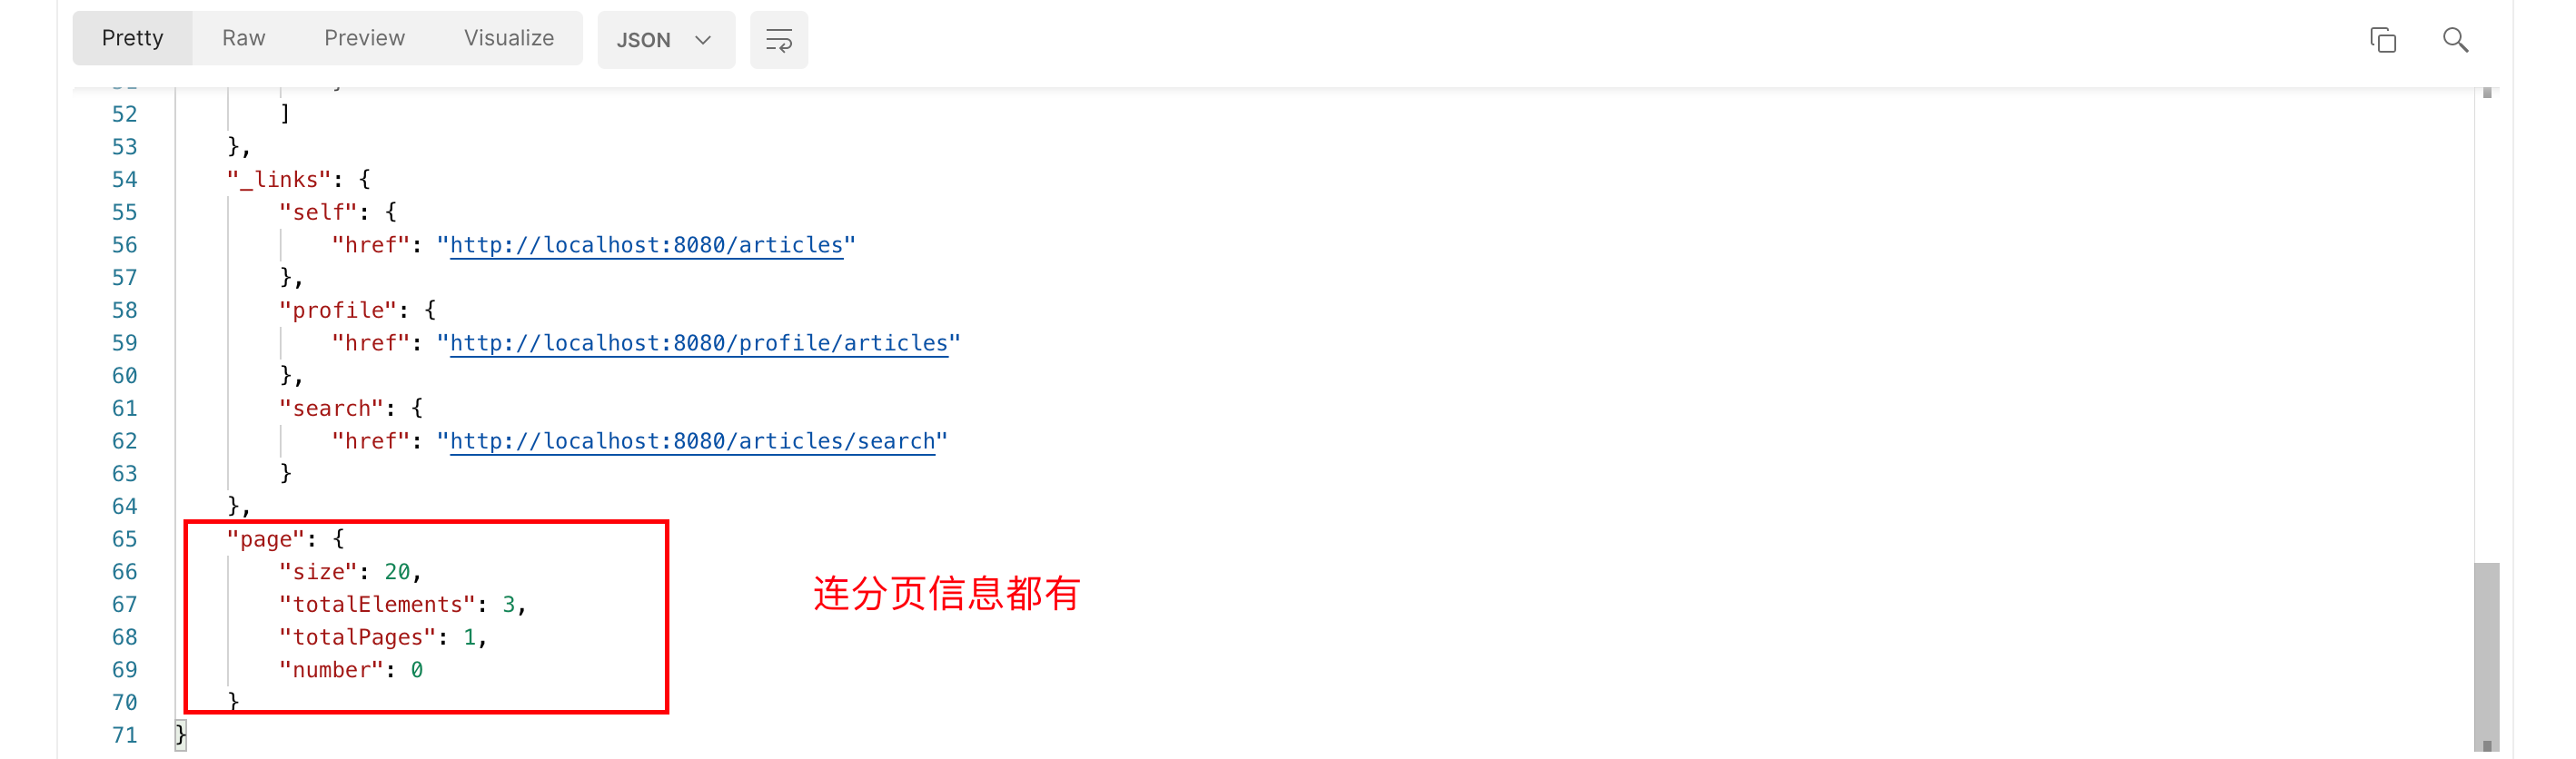 Pretty Raw Preview Visualize JSON
52 ]
53 },
54 "_links": {
55 "self": {
56 "href": "http://localhost:8080/articles"
57 },
58 "profile": {
59 "href": "http://localhost:8080/profile/articles"
60 },
61 "search": {
62 "href": "http://localhost:8080/articles/search"
63 }
64 },
65 "page": {
66 "size": 20,
67 "totalElements": 3,
68 "totalPages": 1,
69 "number": 0
70 }
71 }
连分页信息都有